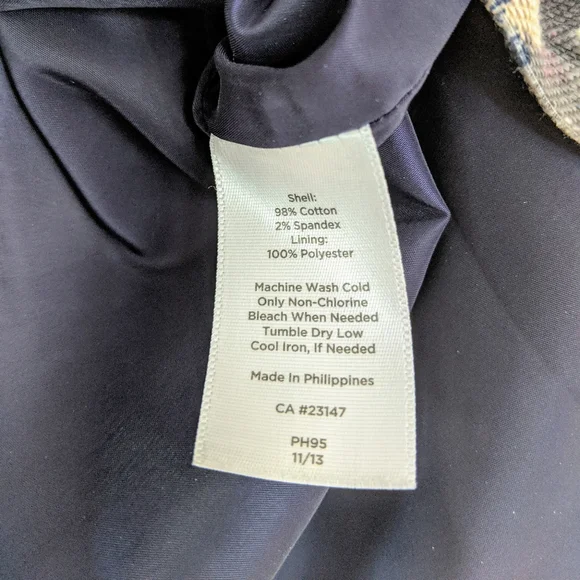 Shell:
98% Cotton
2% Spandex
Lining:
100% Polyester
Machine Wash Cold
Only Non-Chlorine
Bleach When Needed
Tumble Dry Low
Cool Iron, If Needed
Made In Philippines
CA #23147
PH95
11/13